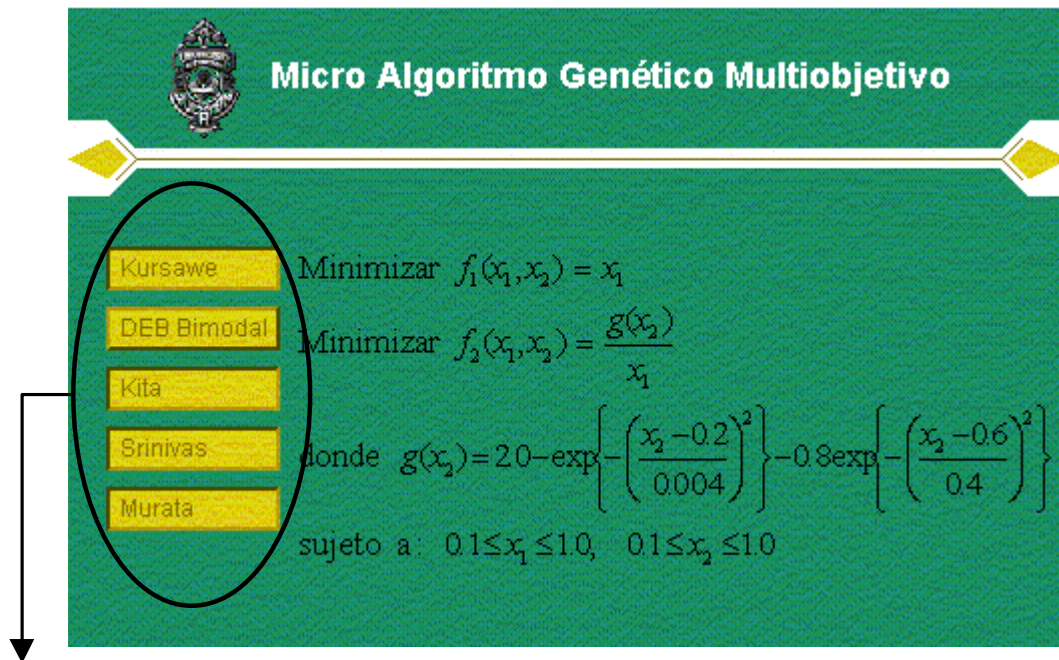 Micro Algoritmo Genético Multiobjetivo
Kursawe
DEB Bimodal
Kita
Srinivas
Murata
Minimizar f₁(x₁,x₂) = x₁
Minimizar f₂(x₁,x₂) = g(x₂)/x₁
donde g(x₂) = 2.0−exp{−((x₂−0.2)/0.004)²}−0.8exp{−((x₂−0.6)/0.4)²}
sujeto a: 0.1≤x₁≤1.0, 0.1≤x₂≤1.0